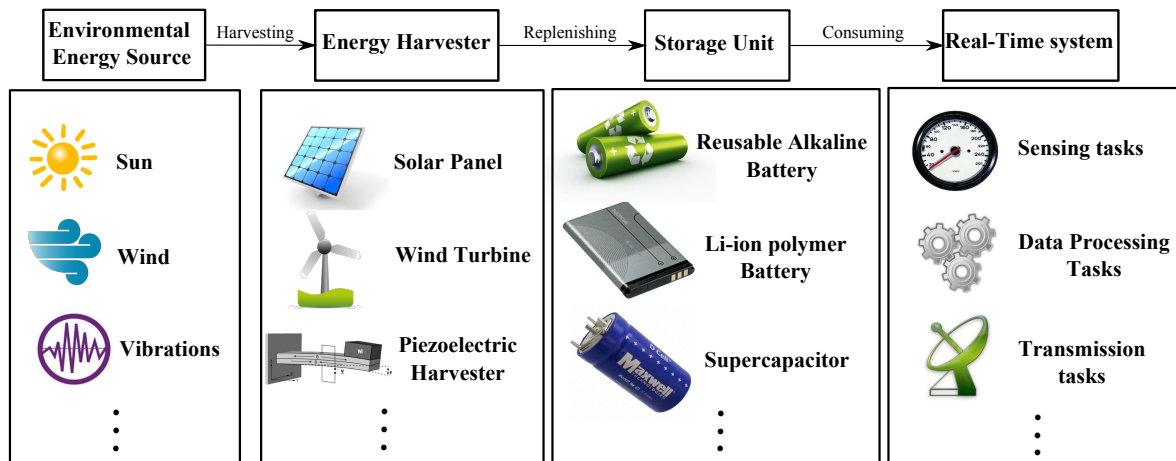 Environmental
Energy Source
Harvesting
Energy Harvester
Replenishing
Storage Unit
Consuming
Real-Time system
Sun
Wind
Vibrations
Solar Panel
Wind Turbine
Piezoelectric
Harvester
M
Reusable Alkaline
Battery
Li-ion polymer
Battery
Supercapacitor
Maxwell
Sensing tasks
Data Processing
Tasks
Transmission
tasks